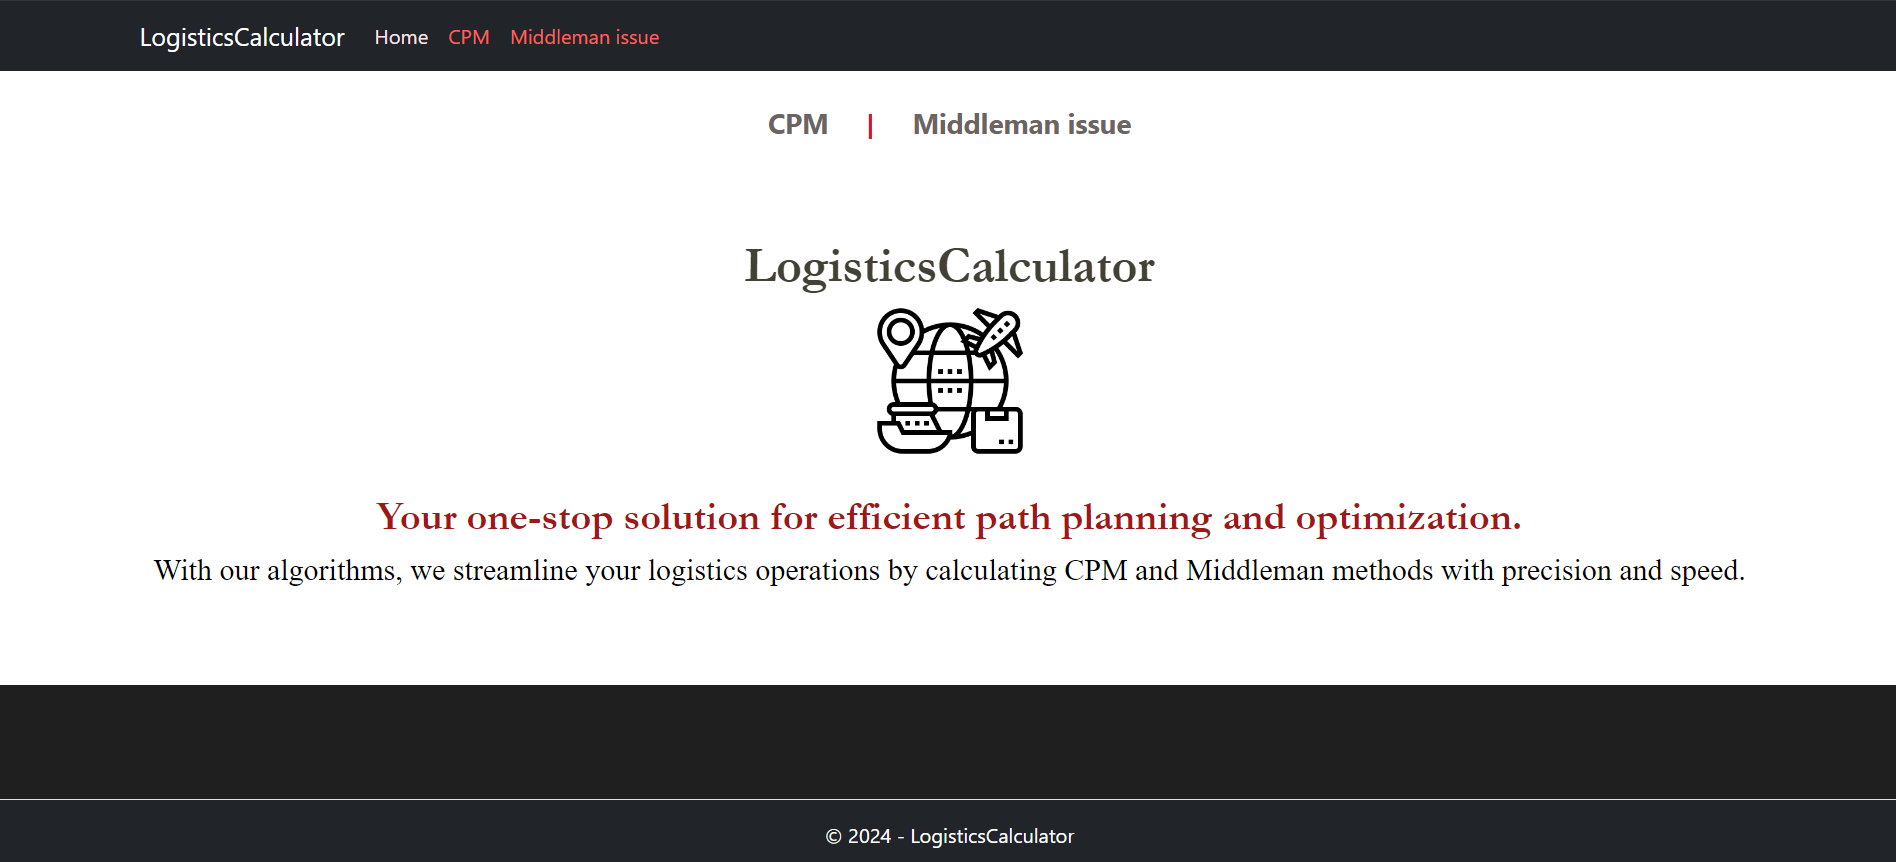 LogisticsCalculator Home CPM Middleman issue
CPM | Middleman issue
LogisticsCalculator
Your one-stop solution for efficient path planning and optimization.
With our algorithms, we streamline your logistics operations by calculating CPM and Middleman methods with precision and speed.
© 2024 - LogisticsCalculator